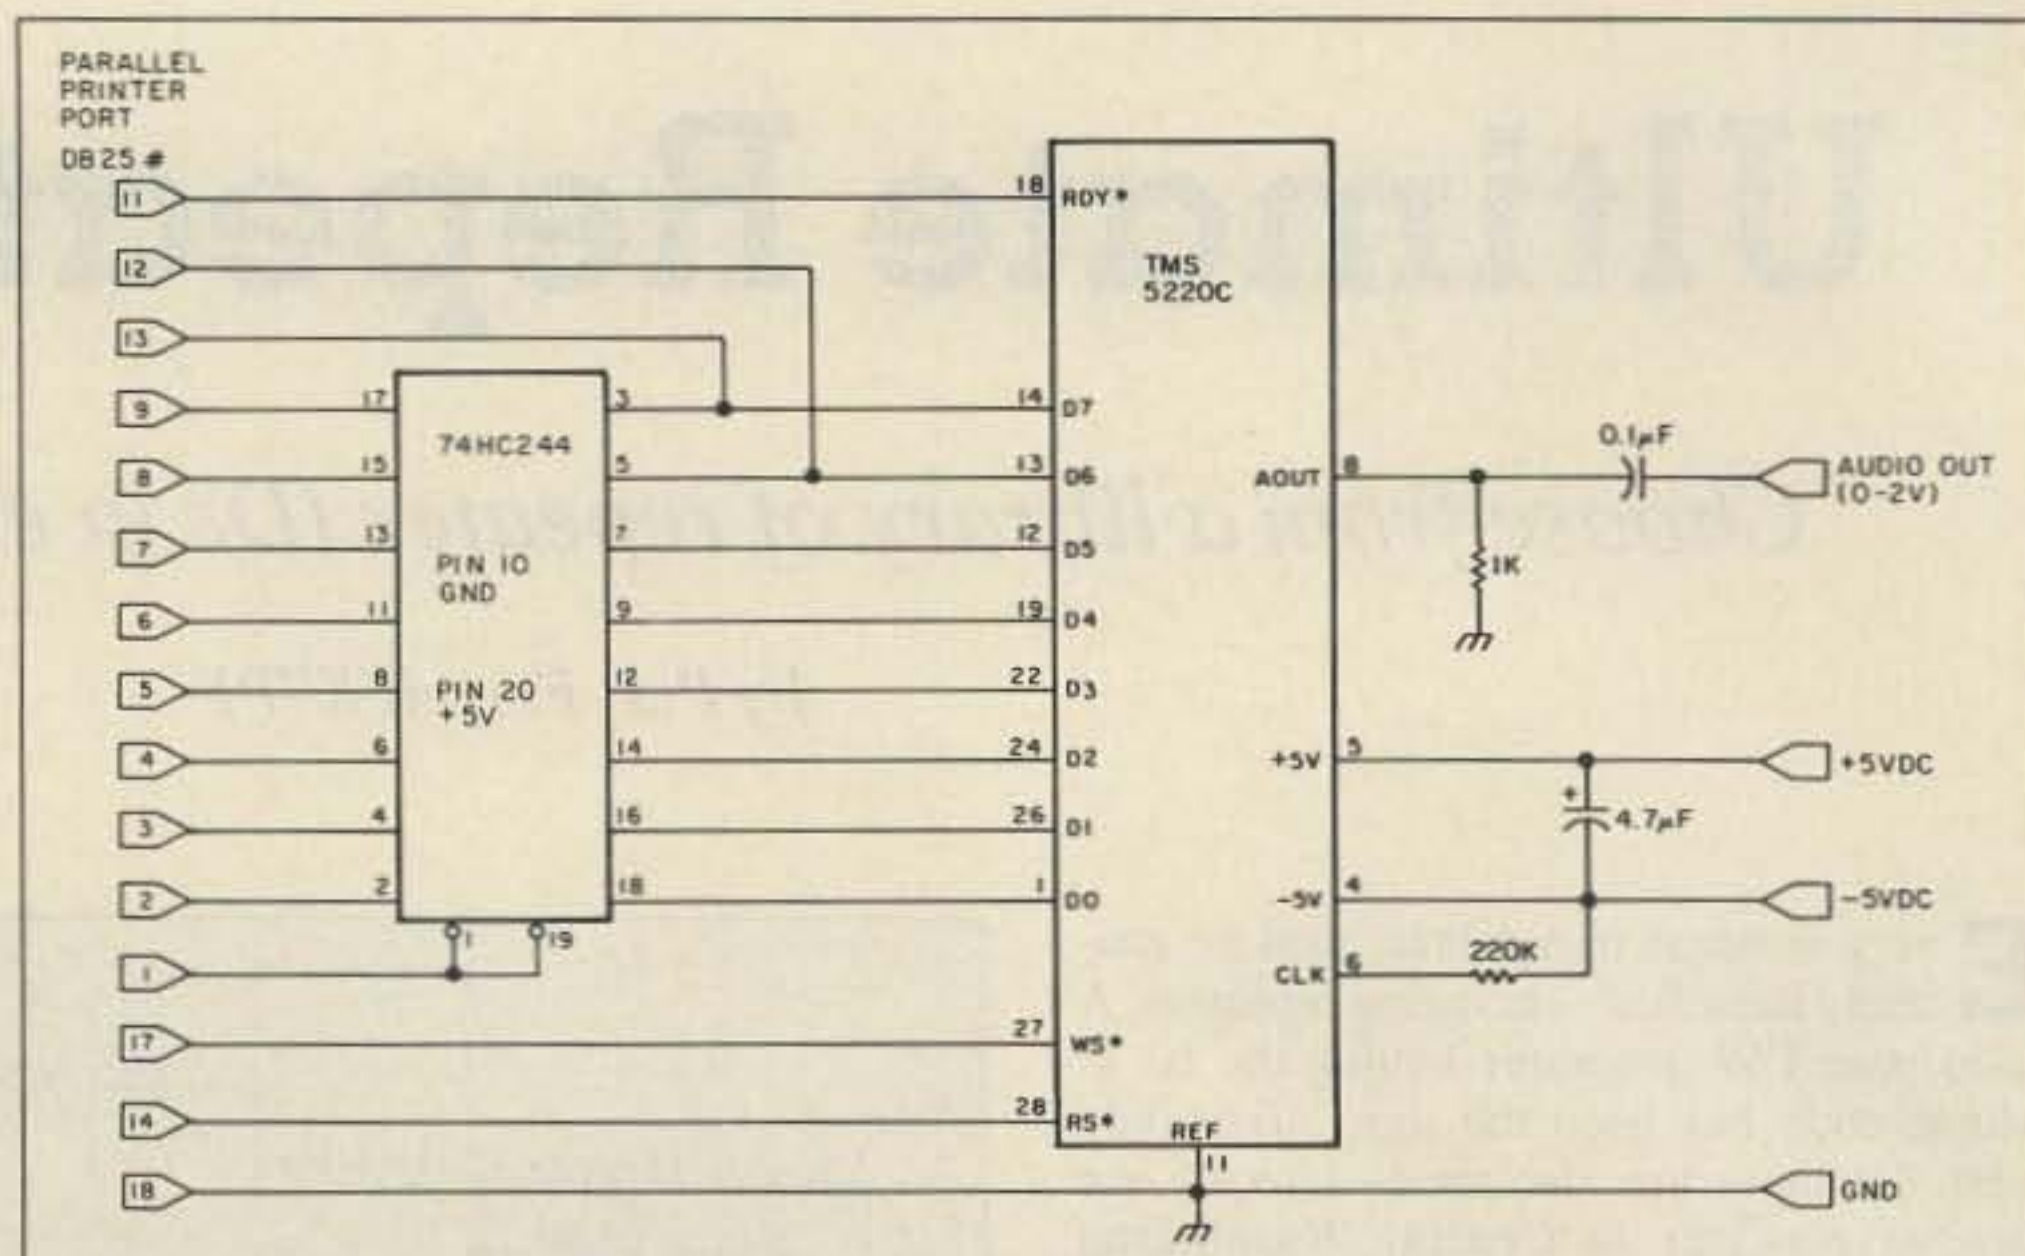 PARALLEL
PRINTER
PORT
DB25#
11
18
RDY*
12
TMS
5220C
13
9
17
3
14
D7
74HC244
0.1µF
8
15
5
13
D6
AOUT
8
AUDIO OUT
(0-2V)
7
13
7
12
D5
PIN 10
GND
1K
6
11
9
19
D4
5
8
PIN 20
+5V
12
22
D3
4
6
14
24
D2
+5V
5
+5VDC
+
4.7µF
3
4
16
26
D1
2
2
18
1
D0
-5V
4
-5VDC
1
19
220K
1
CLK
6
17
27
WS*
14
28
RS*
REF
11
18
GND